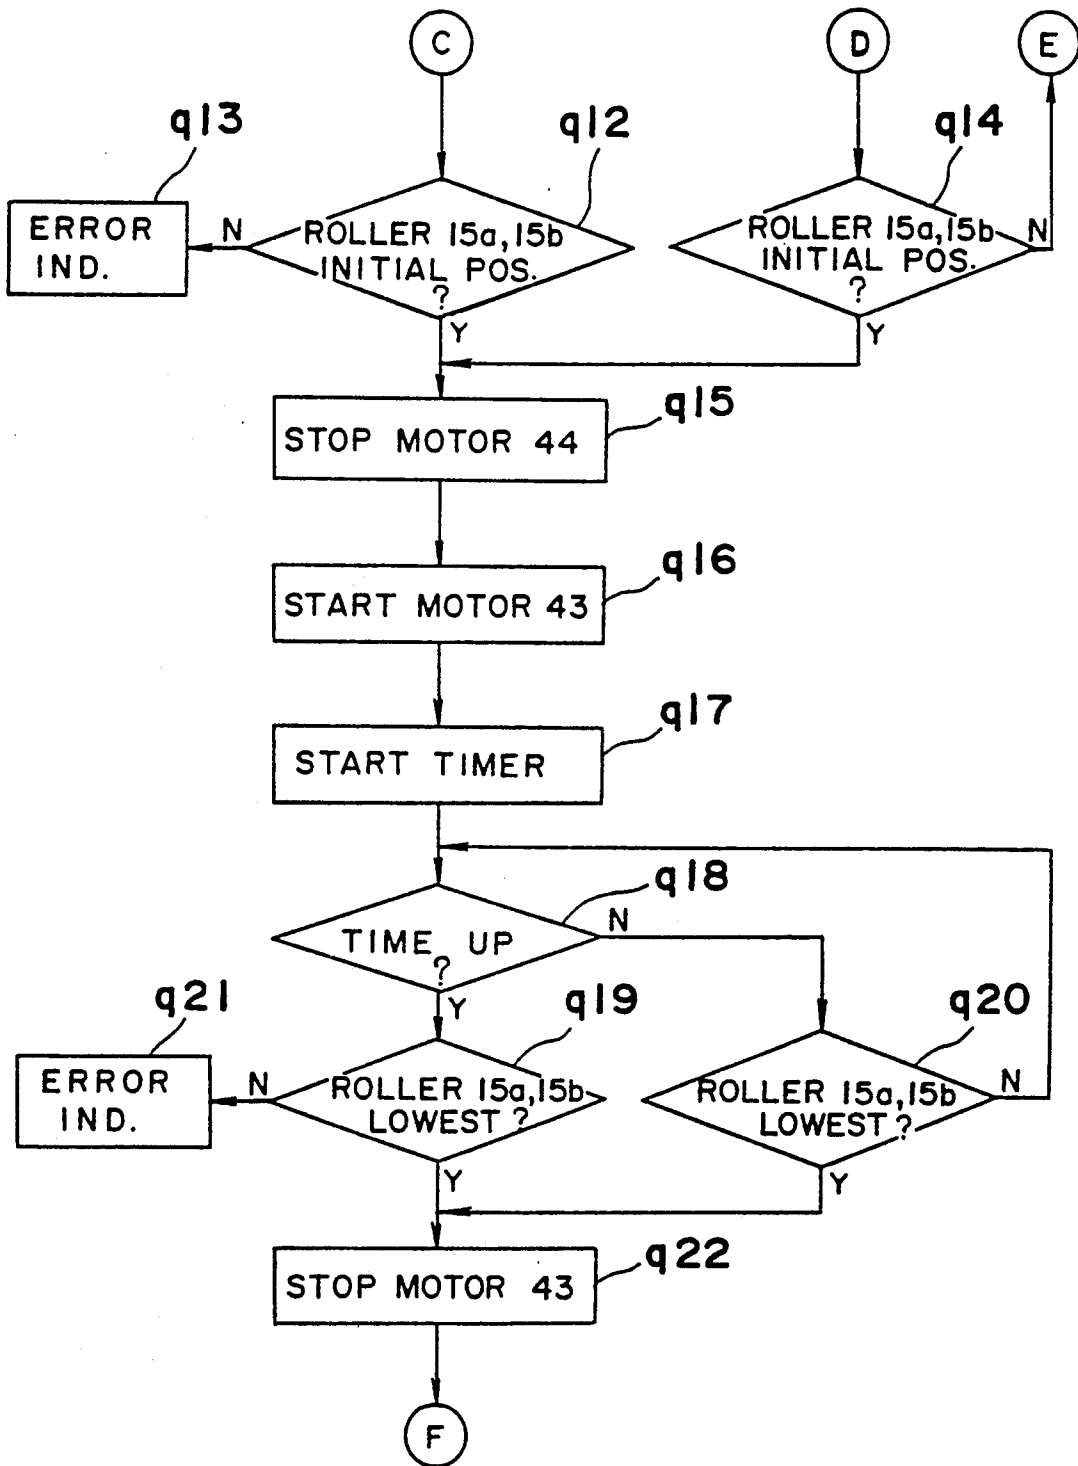 C
D
E
q13
q12
q14
ERROR
IND.
N
ROLLER 15a,15b
INITIAL POS.
?
Y
ROLLER 15a,15b
INITIAL POS.
?
N
Y
q15
STOP MOTOR 44
q16
START MOTOR 43
q17
START TIMER
q18
TIME UP
?
N
Y
q21
q19
q20
ERROR
IND.
N
ROLLER 15a,15b
LOWEST ?
Y
ROLLER 15a,15b
LOWEST ?
N
Y
q22
STOP MOTOR 43
F